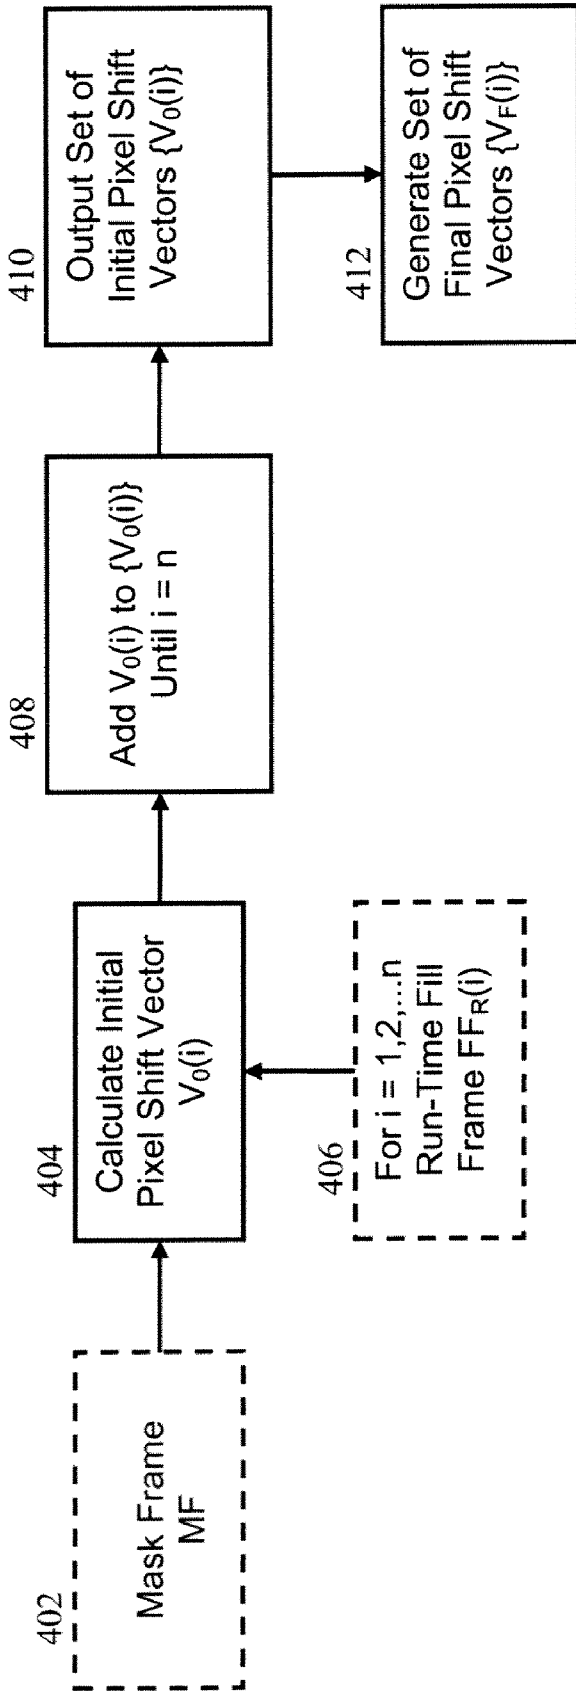 402
Mask Frame
MF
404
Calculate Initial
Pixel Shift Vector
V₀(i)
406
For i = 1,2,...n
Run-Time Fill
Frame FF_R(i)
408
Add V₀(i) to {V₀(i)}
Until i = n
410
Output Set of
Initial Pixel Shift
Vectors {V₀(i)}
412
Generate Set of
Final Pixel Shift
Vectors {V_F(i)}